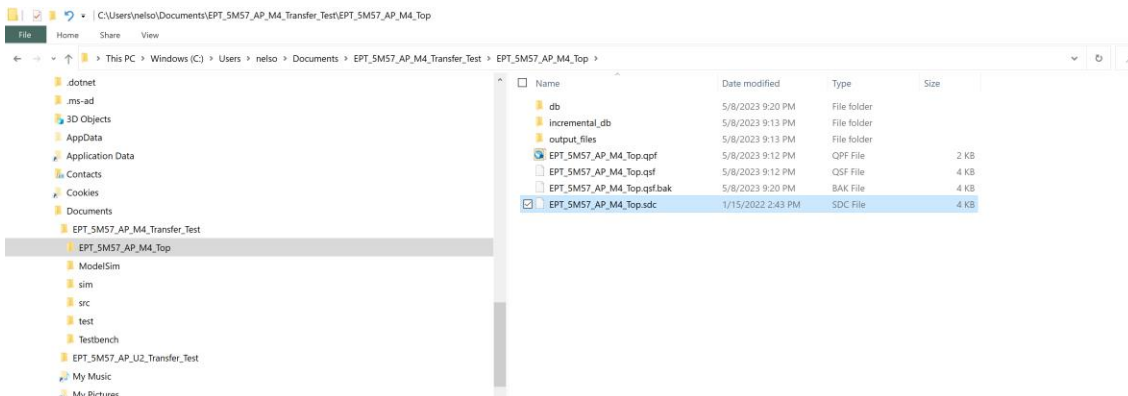 C:\Users\nelso\Documents\EPT_5M57_AP_M4_Transfer_Test\EPT_5M57_AP_M4_Top
File Home Share View
This PC > Windows (C:) > Users > nelso > Documents > EPT_5M57_AP_M4_Transfer_Test > EPT_5M57_AP_M4_Top >
.dotnet
.ms-ad
3D Objects
AppData
Application Data
Contacts
Cookies
Documents
EPT_5M57_AP_M4_Transfer_Test
EPT_5M57_AP_M4_Top
ModelSim
sim
src
test
Testbench
EPT_5M57_AP_U2_Transfer_Test
My Music
My Pictures
Name Date modified Type Size
db 5/8/2023 9:20 PM File folder
incremental_db 5/8/2023 9:13 PM File folder
output_files 5/8/2023 9:13 PM File folder
EPT_5M57_AP_M4_Top.qpf 5/8/2023 9:12 PM QPF File 2 KB
EPT_5M57_AP_M4_Top.qsf 5/8/2023 9:12 PM QSF File 4 KB
EPT_5M57_AP_M4_Top.qsf.bak 5/8/2023 9:20 PM BAK File 4 KB
EPT_5M57_AP_M4_Top.sdc 1/15/2022 2:43 PM SDC File 4 KB